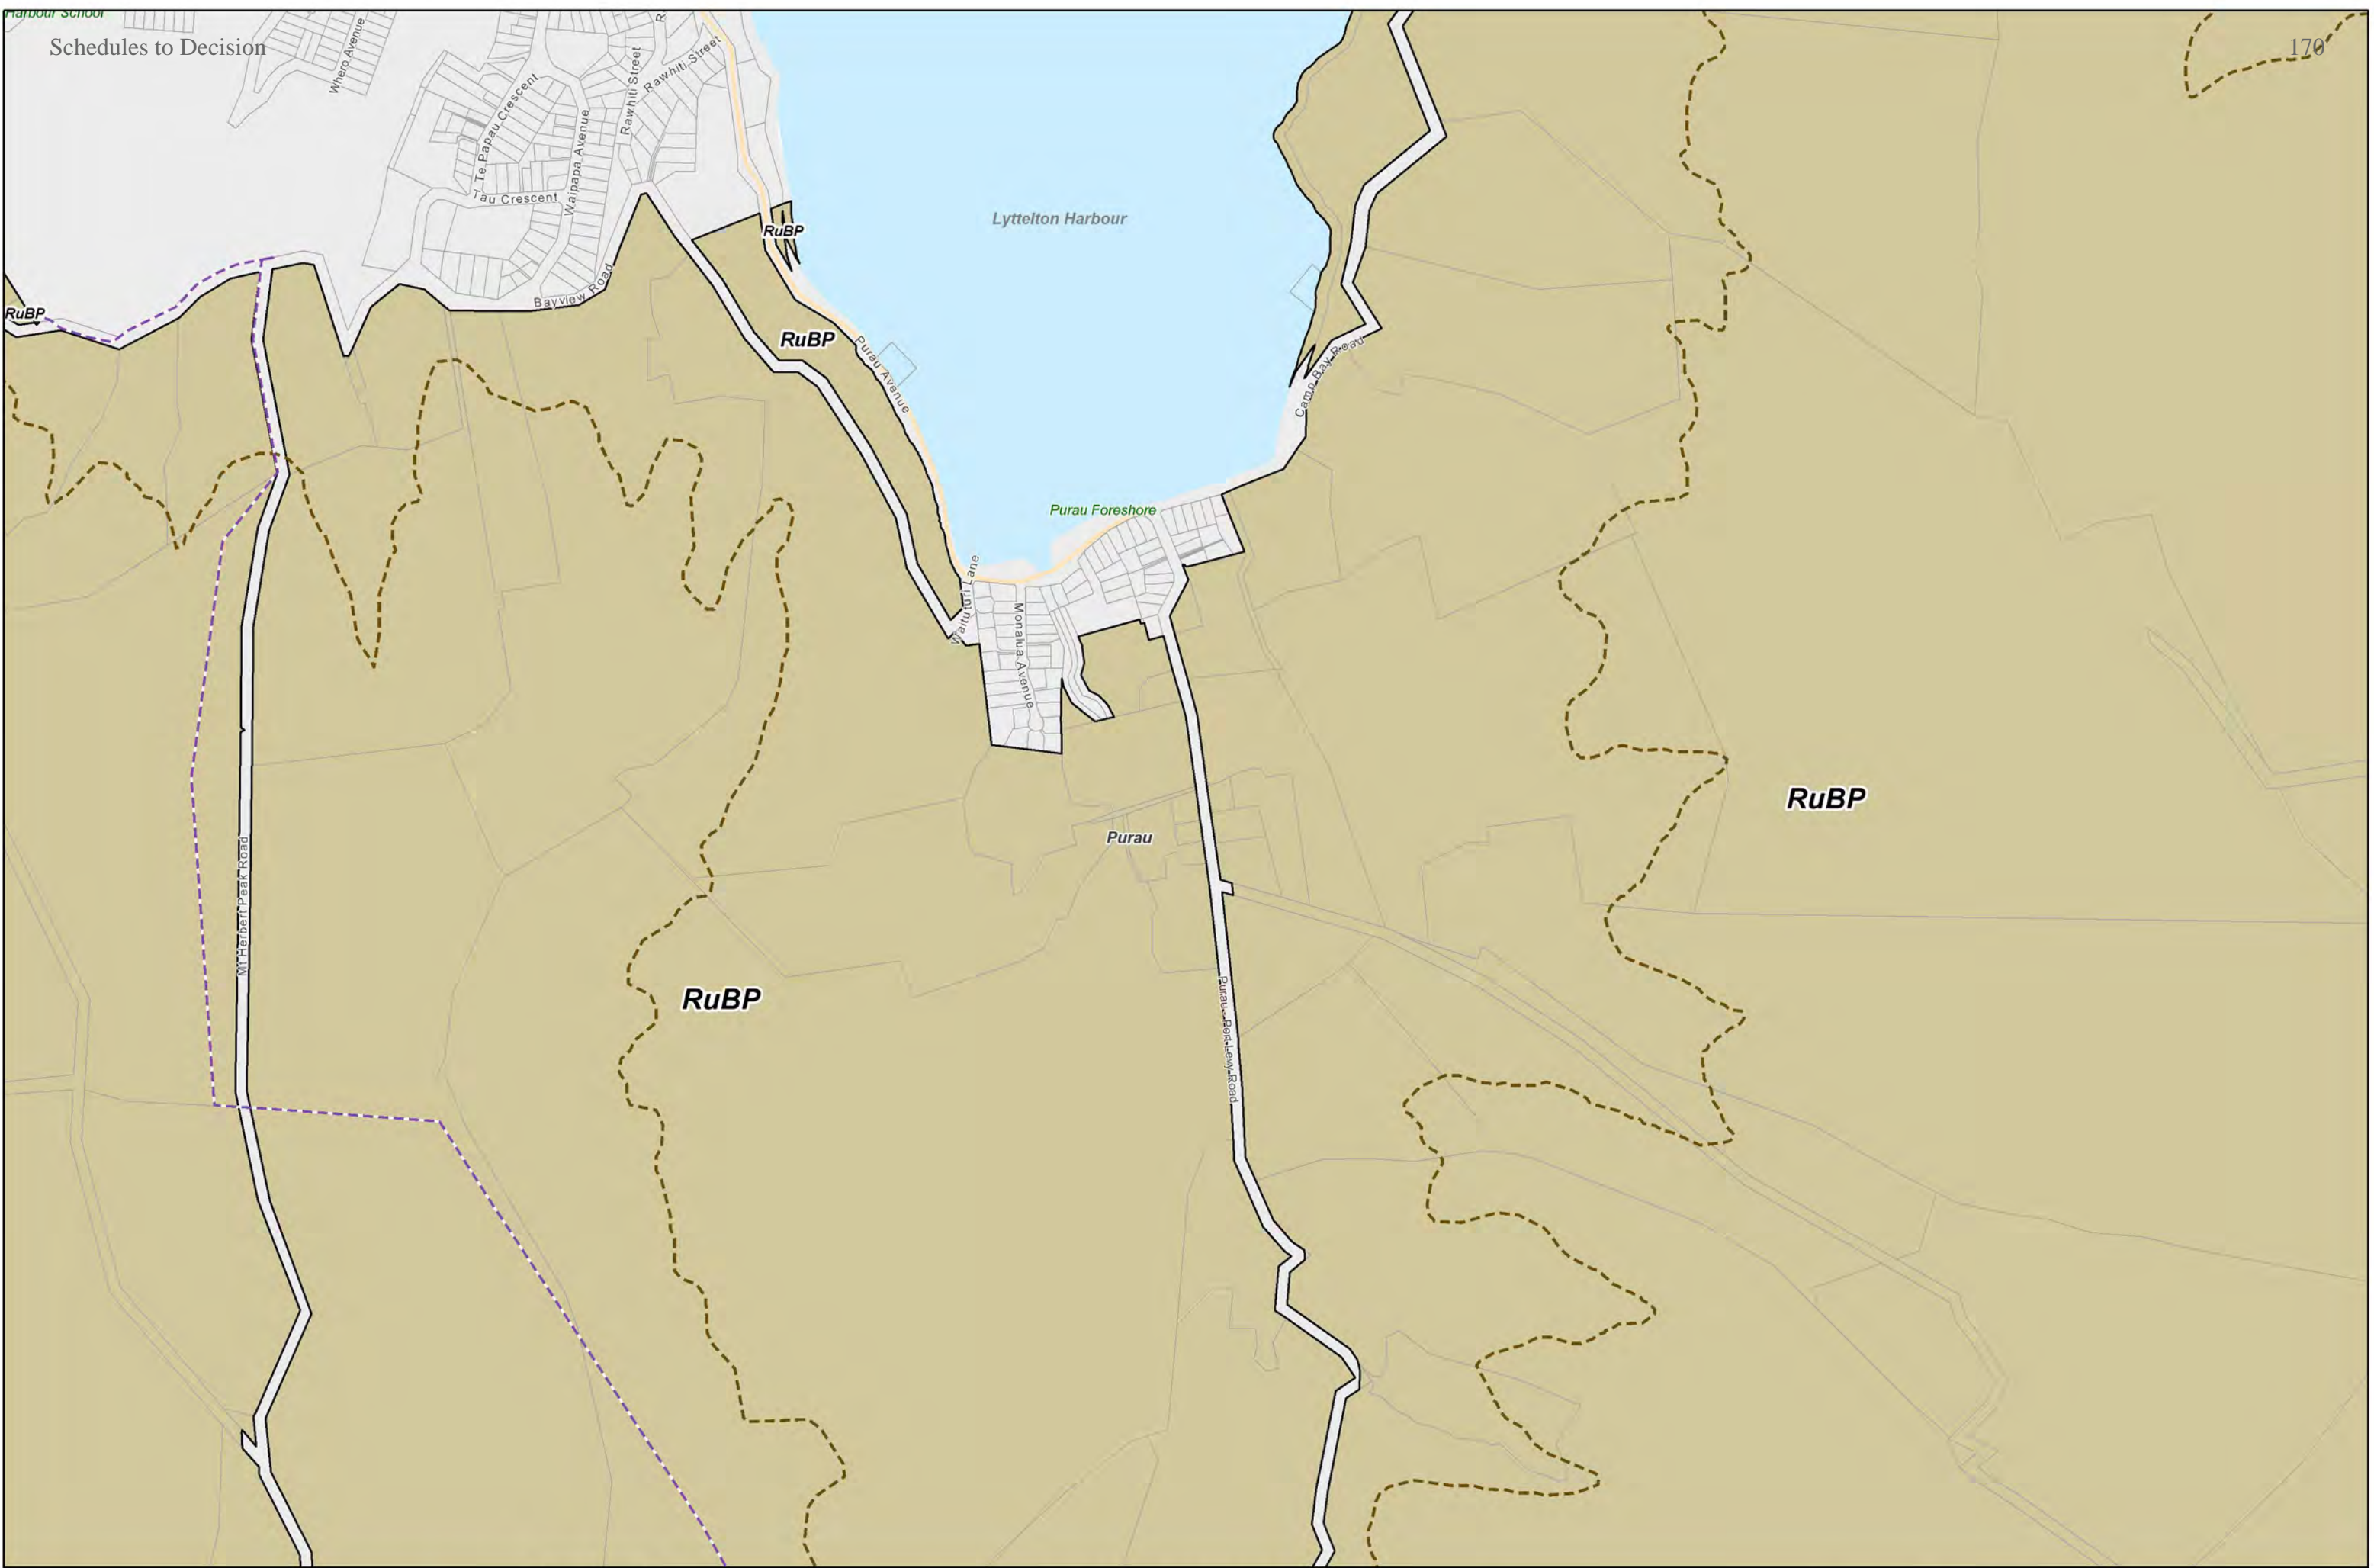 Harbour School
Schedules to Decision
170
Whero Avenue
R
Rawhiti Street
Rawhiti Street
Te Papau Crescent
Waipapa Avenue
Tau Crescent
Lyttelton Harbour
RuBP
Bayview Road
RuBP
RuBP
Purau Avenue
Camp Bay Road
Purau Foreshore
Waitutri Lane
Monalua Avenue
RuBP
Purau
Mt Herbert Peak Road
RuBP
Purau - Port Levy Road